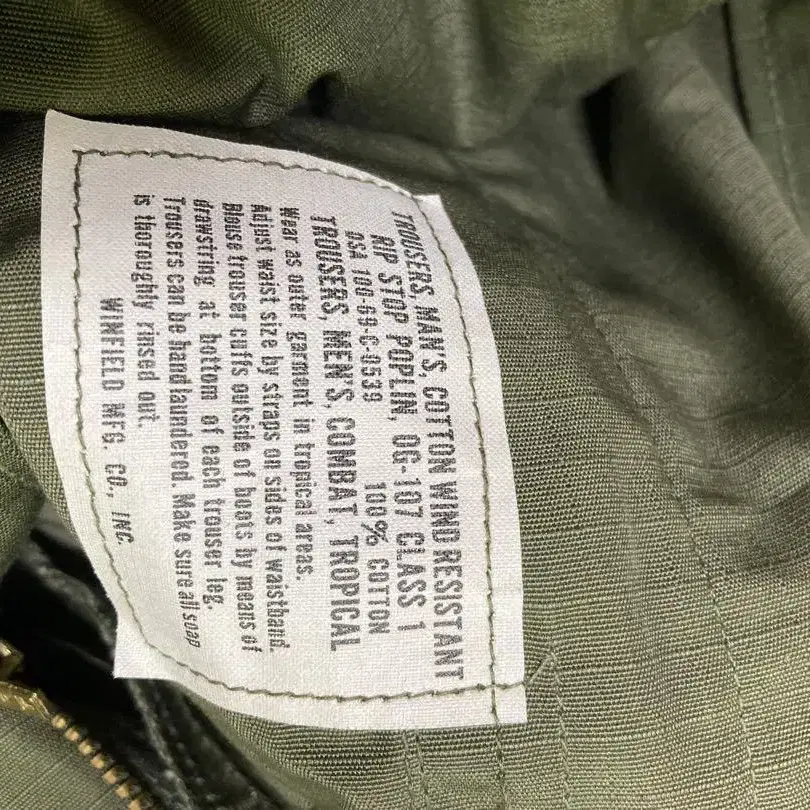 TROUSERS, MAN'S, COTTON WIND RESISTANT
RIP STOP POPLIN, OG-107 CLASS 1
DSA 100-69-C-0539 100% COTTON
TROUSERS, MEN'S, COMBAT, TROPICAL
Wear as outer garment in tropical areas.
Adjust waist size by straps on sides of waistband.
Blouse trouser cuffs outside of boots by means of
drawstring at bottom of each trouser leg.
Trousers can be hand laundered. Make sure all soap
is thoroughly rinsed out.
WINFIELD MFG. CO., INC.